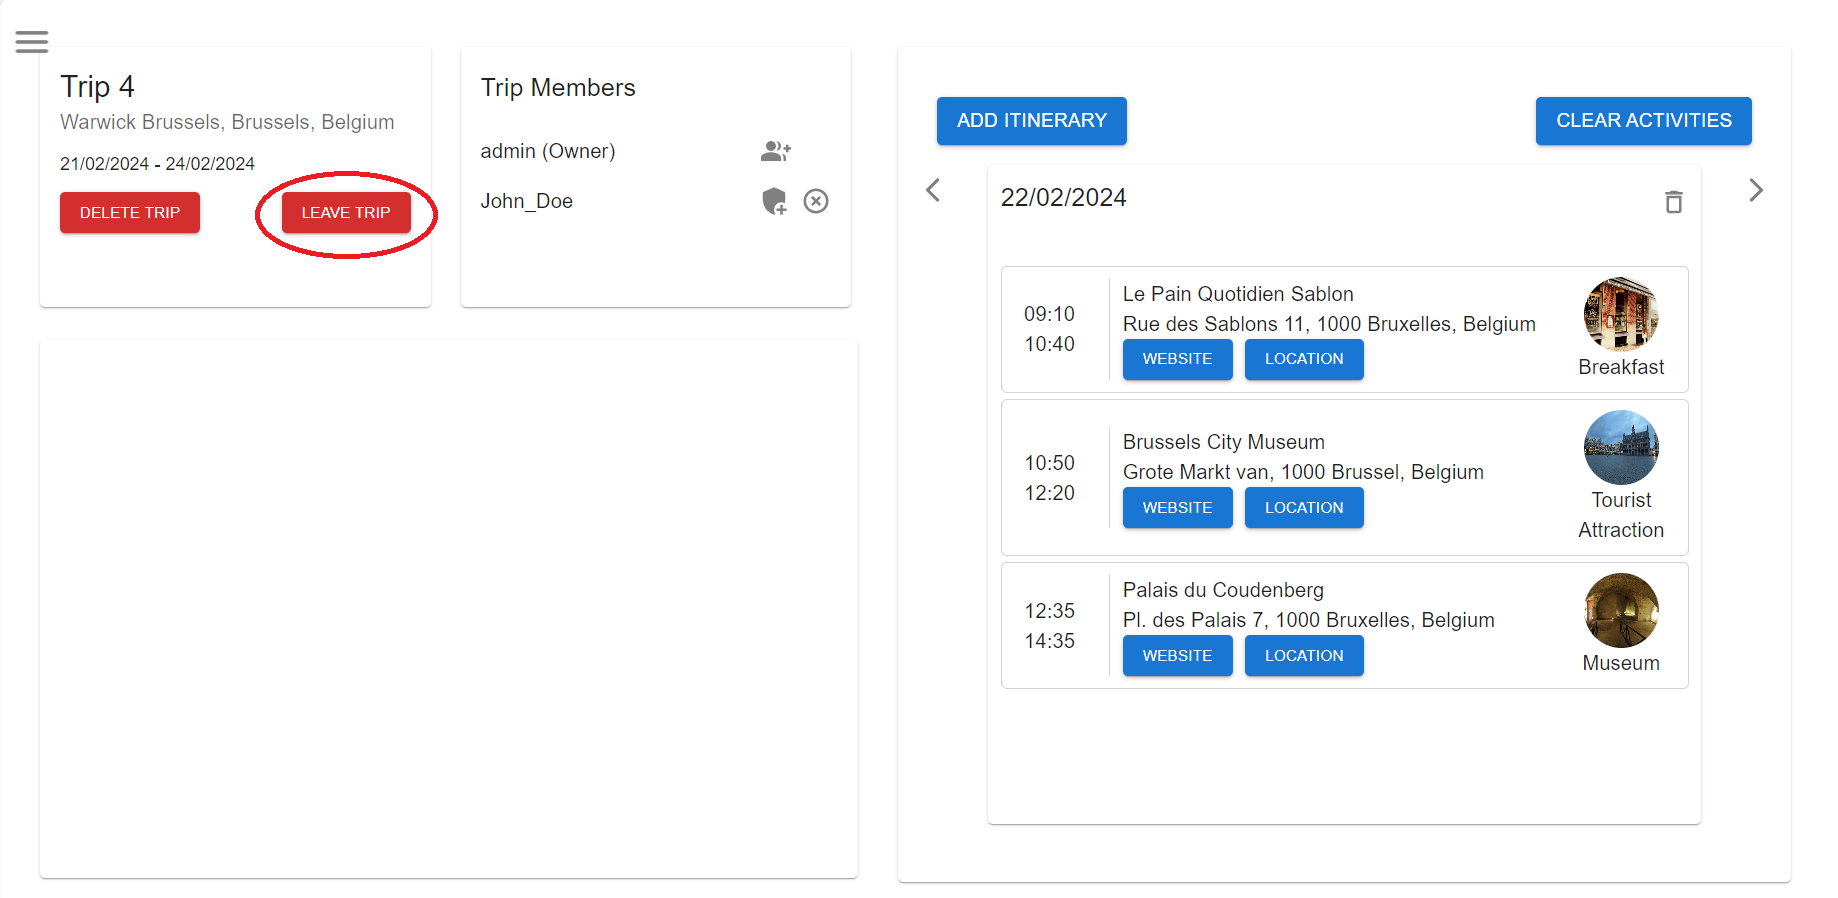 Trip 4
Warwick Brussels, Brussels, Belgium
21/02/2024 - 24/02/2024
DELETE TRIP
LEAVE TRIP
Trip Members
admin (Owner)
John_Doe
ADD ITINERARY
CLEAR ACTIVITIES
22/02/2024
09:10
10:40
Le Pain Quotidien Sablon
Rue des Sablons 11, 1000 Bruxelles, Belgium
WEBSITE
LOCATION
Breakfast
10:50
12:20
Brussels City Museum
Grote Markt van, 1000 Brussel, Belgium
WEBSITE
LOCATION
Tourist
Attraction
12:35
14:35
Palais du Coudenberg
Pl. des Palais 7, 1000 Bruxelles, Belgium
WEBSITE
LOCATION
Museum